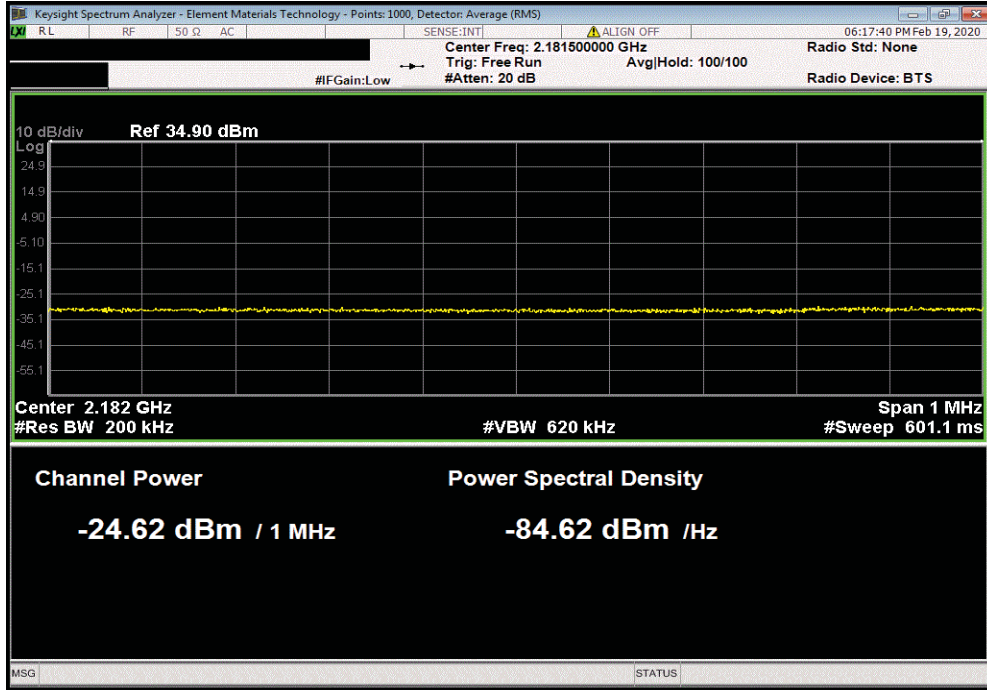 Keysight Spectrum Analyzer - Element Materials Technology - Points: 1000, Detector: Average (RMS)
LXI RL RF 50 Ω AC SENSE:INT ALIGN OFF 06:17:40 PM Feb 19, 2020
Center Freq: 2.181500000 GHz Radio Std: None
Trig: Free Run Avg|Hold: 100/100
#IFGain:Low #Atten: 20 dB Radio Device: BTS
10 dB/div Ref 34.90 dBm
Log
24.9
14.9
4.90
-5.10
-15.1
-25.1
-35.1
-45.1
-55.1
Center 2.182 GHz Span 1 MHz
#Res BW 200 kHz #VBW 620 kHz #Sweep 601.1 ms
Channel Power Power Spectral Density
-24.62 dBm / 1 MHz -84.62 dBm /Hz
MSG STATUS